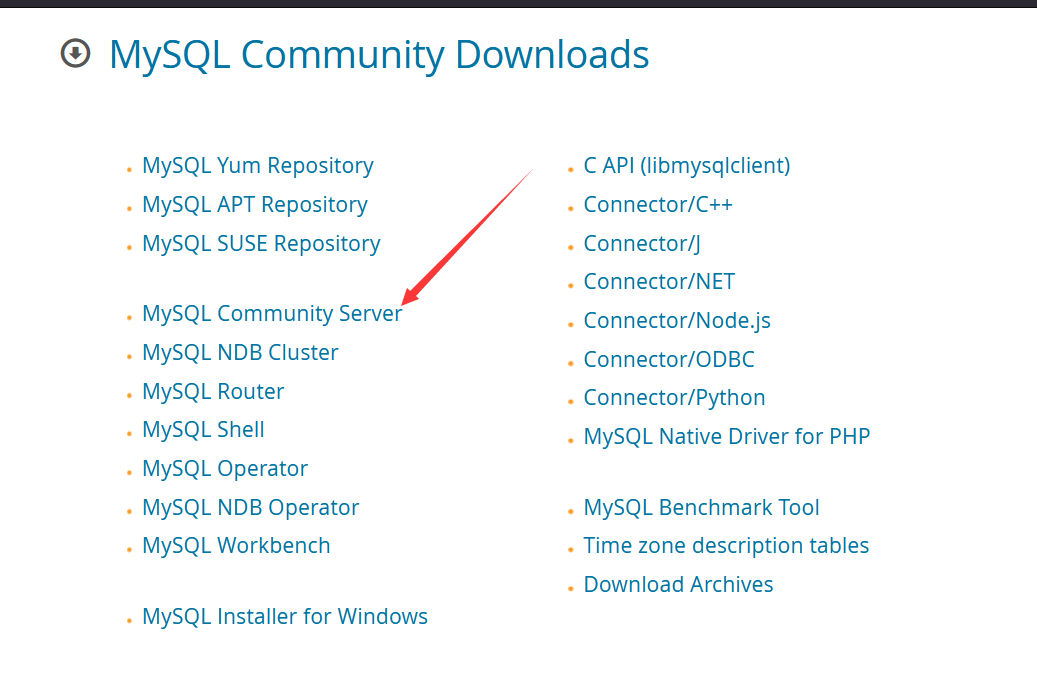 MySQL Community Downloads
MySQL Yum Repository
MySQL APT Repository
MySQL SUSE Repository
MySQL Community Server
MySQL NDB Cluster
MySQL Router
MySQL Shell
MySQL Operator
MySQL NDB Operator
MySQL Workbench
MySQL Installer for Windows
C API (libmysqlclient)
Connector/C++
Connector/J
Connector/NET
Connector/Node.js
Connector/ODBC
Connector/Python
MySQL Native Driver for PHP
MySQL Benchmark Tool
Time zone description tables
Download Archives